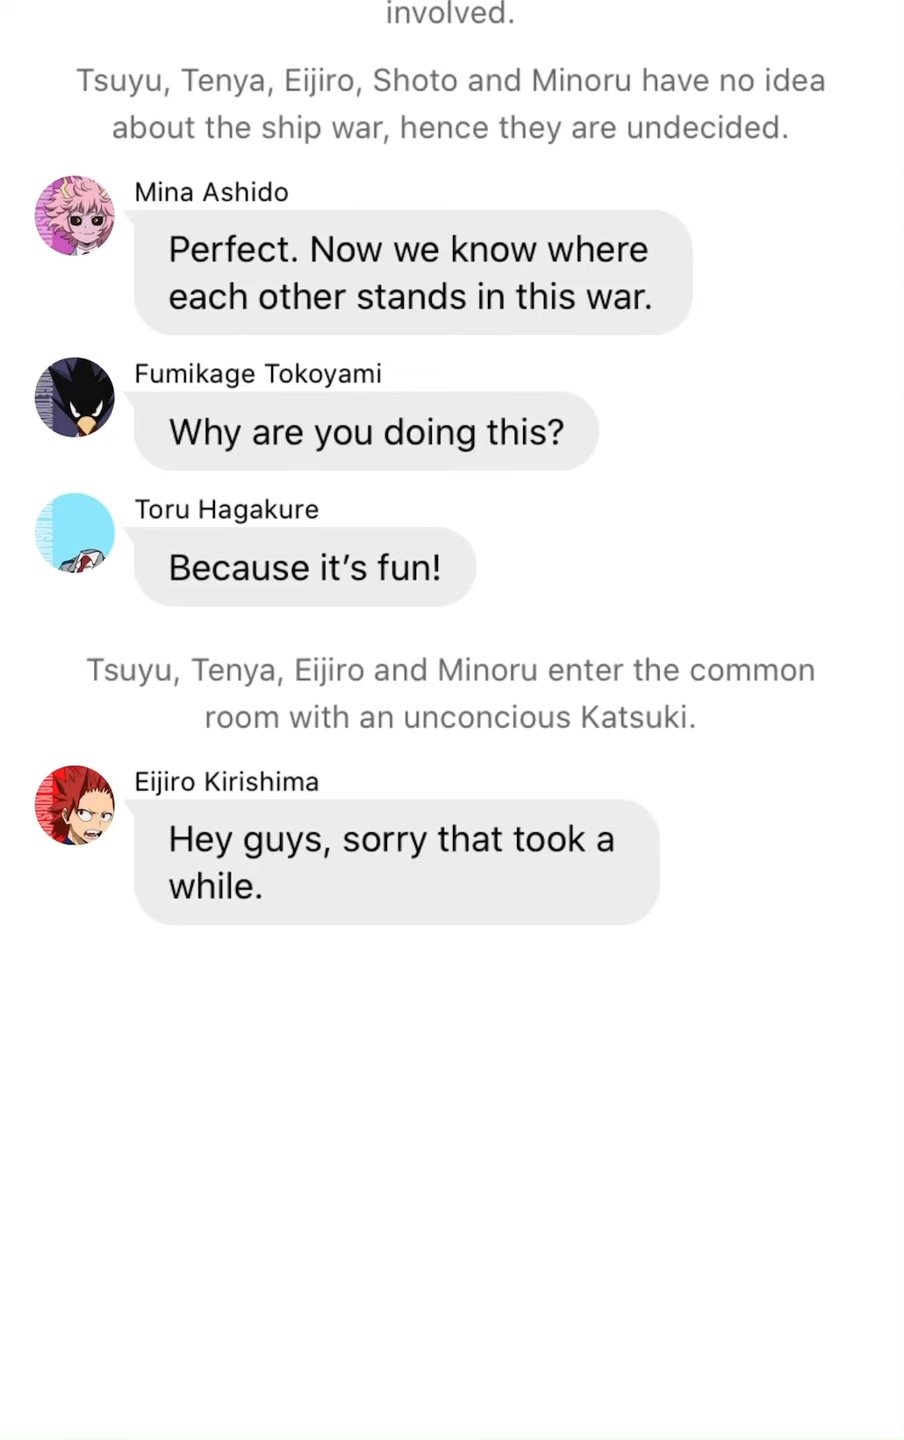 involved.
Tsuyu, Tenya, Eijiro, Shoto and Minoru have no idea
about the ship war, hence they are undecided.
Mina Ashido
Perfect. Now we know where
each other stands in this war.
Fumikage Tokoyami
Why are you doing this?
Toru Hagakure
Because it's fun!
Tsuyu, Tenya, Eijiro and Minoru enter the common
room with an unconcious Katsuki.
Eijiro Kirishima
Hey guys, sorry that took a
while.